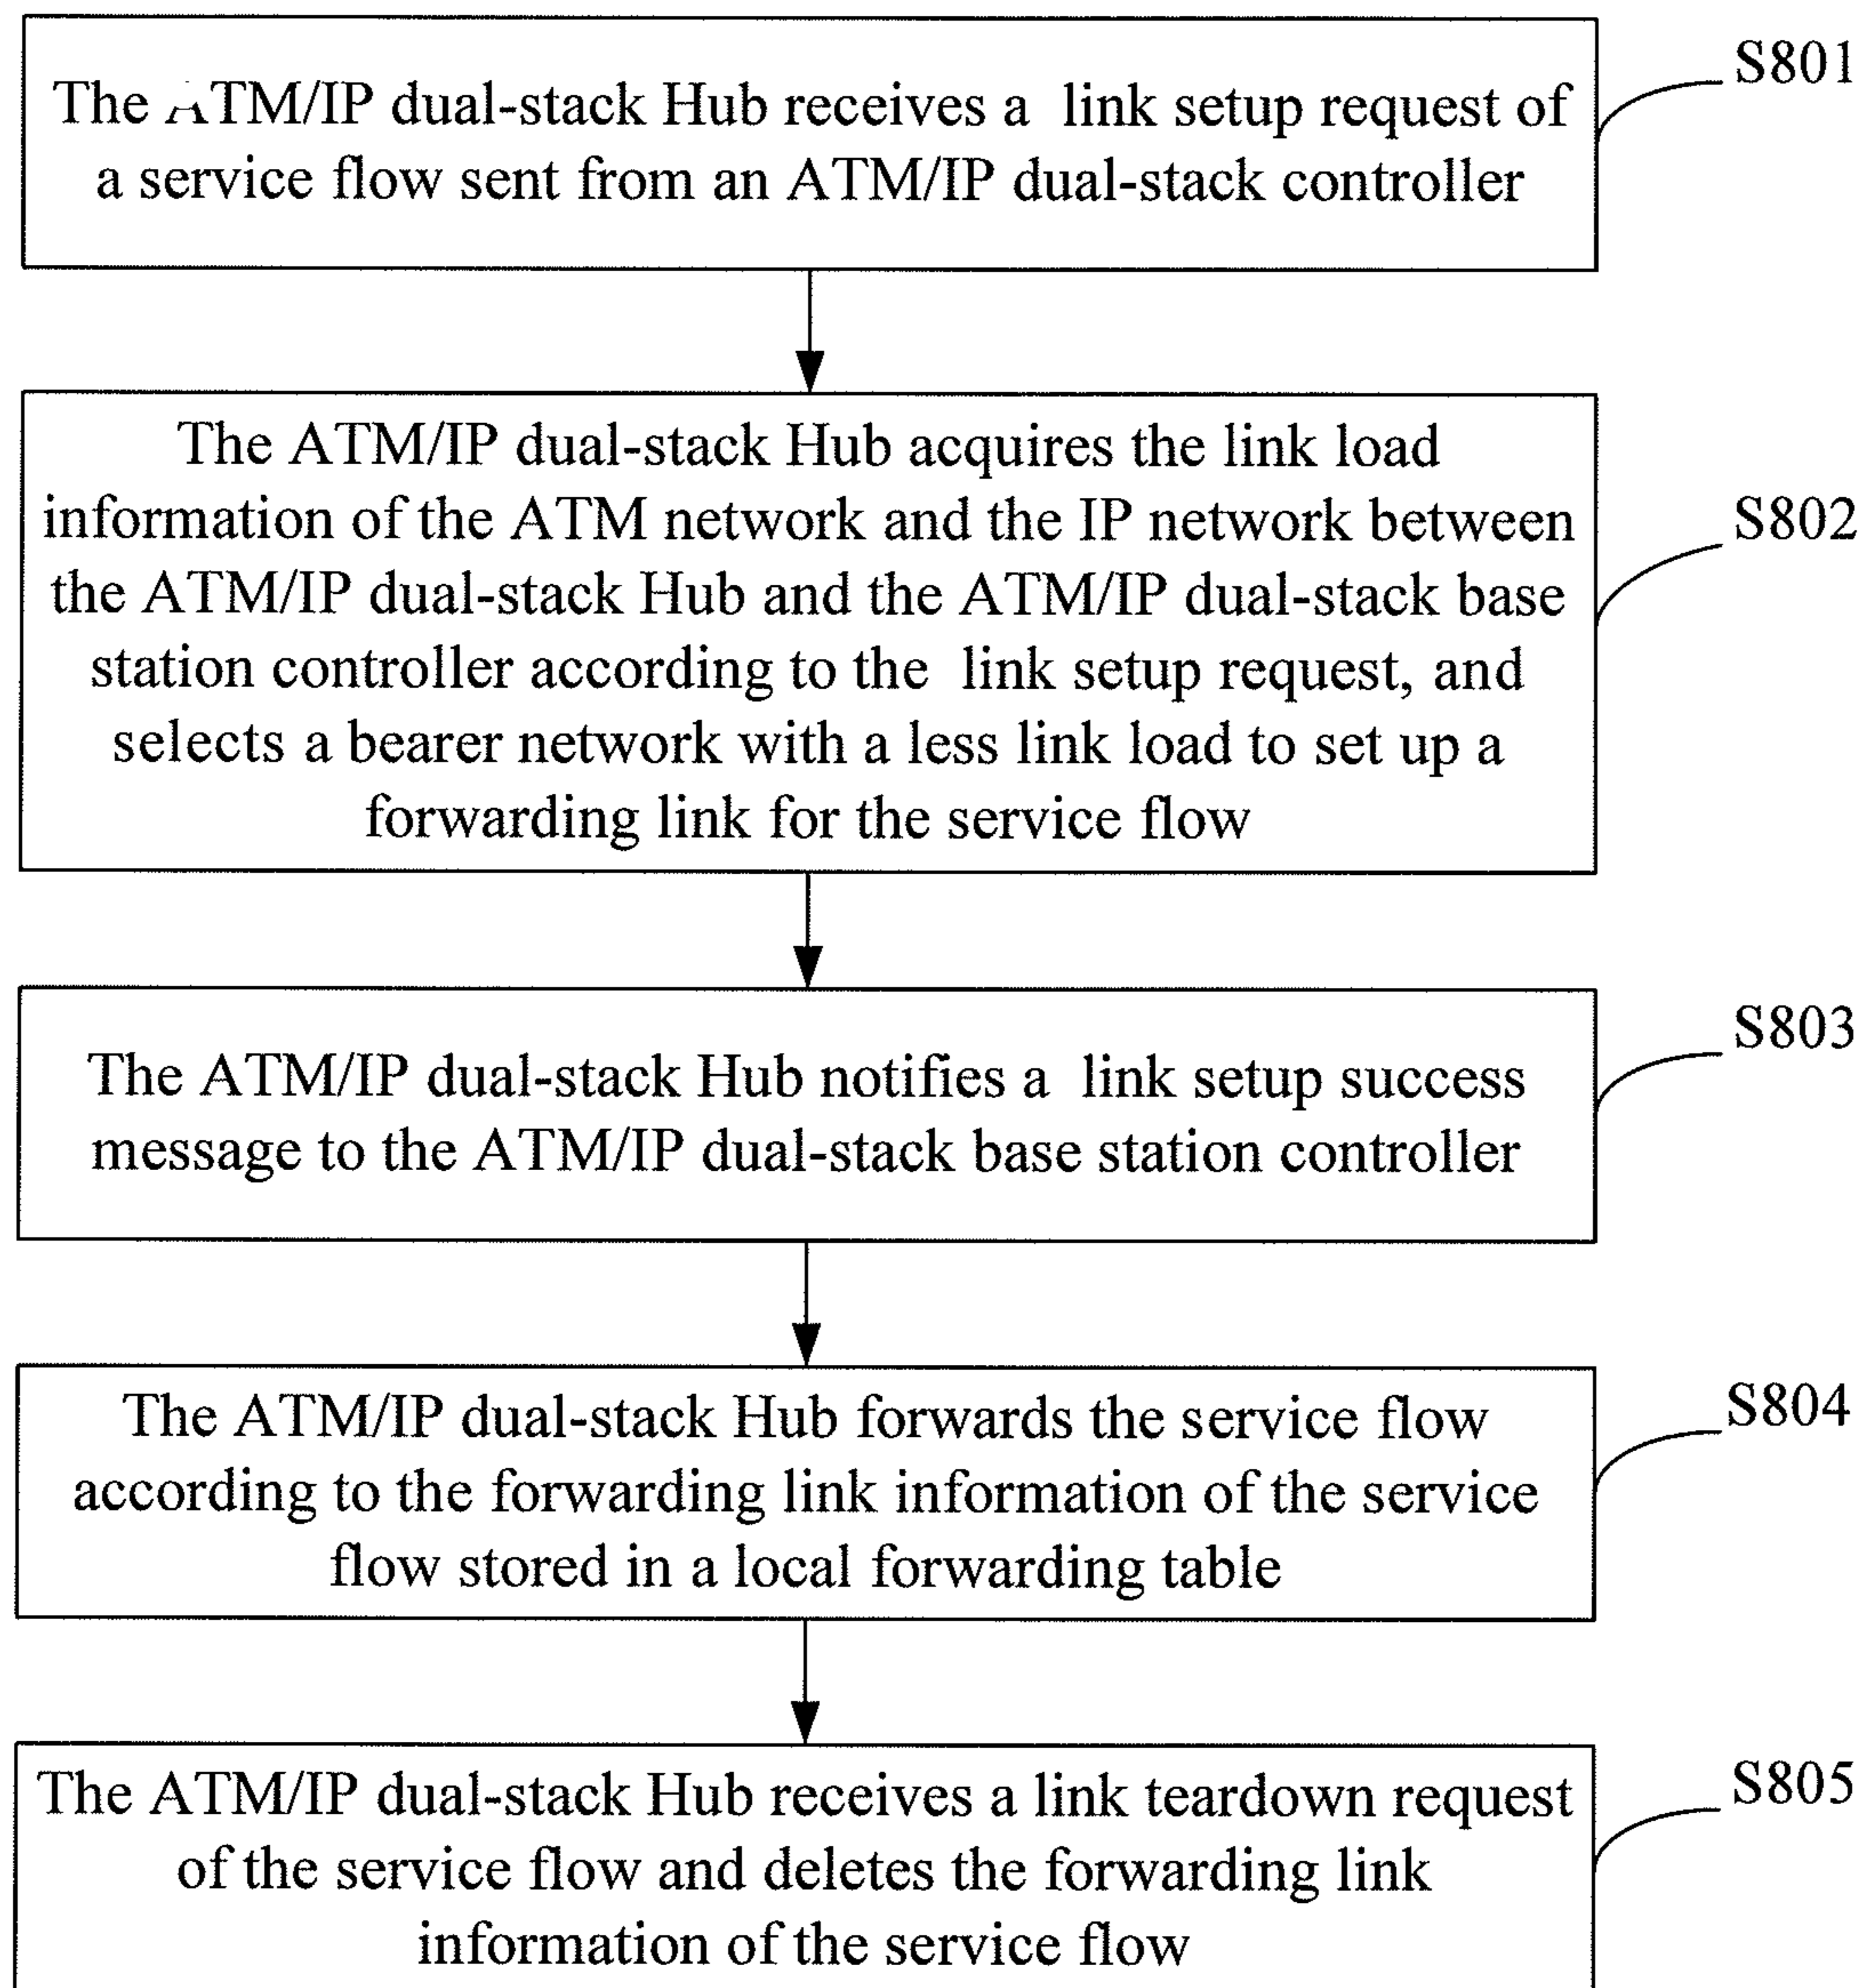 The ATM/IP dual-stack Hub receives a link setup request of
a service flow sent from an ATM/IP dual-stack controller
S801
The ATM/IP dual-stack Hub acquires the link load
information of the ATM network and the IP network between
the ATM/IP dual-stack Hub and the ATM/IP dual-stack base
station controller according to the link setup request, and
selects a bearer network with a less link load to set up a
forwarding link for the service flow
S802
The ATM/IP dual-stack Hub notifies a link setup success
message to the ATM/IP dual-stack base station controller
S803
The ATM/IP dual-stack Hub forwards the service flow
according to the forwarding link information of the service
flow stored in a local forwarding table
S804
The ATM/IP dual-stack Hub receives a link teardown request
of the service flow and deletes the forwarding link
information of the service flow
S805